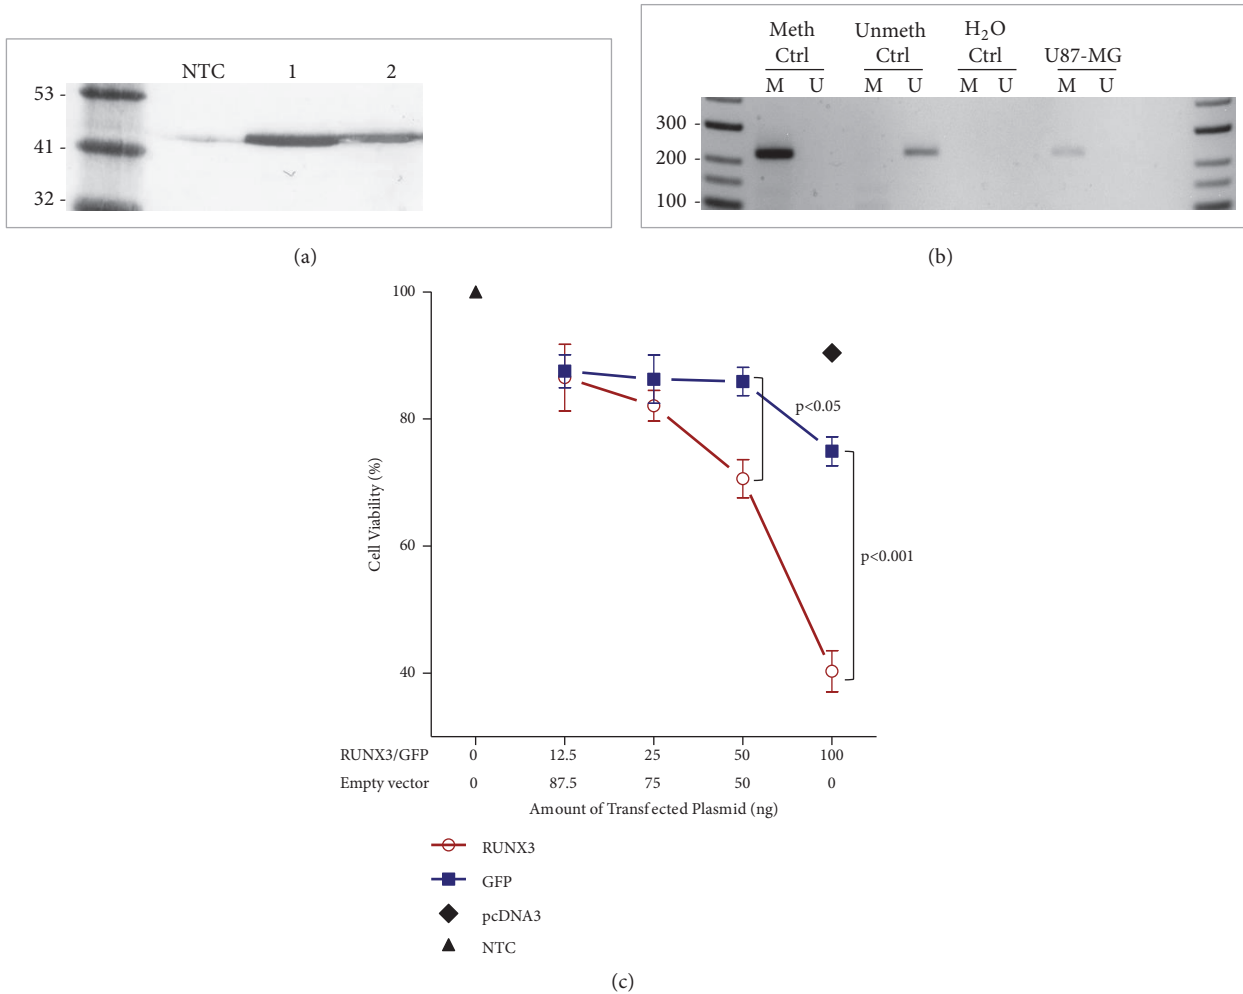 NTC 1 2
53 -
41 -
32 -
(a)
Meth Unmeth H₂O
Ctrl Ctrl Ctrl U87-MG
M U M U M U M U
300 -
200 -
100 -
(b)
100
80
60
40
Cell Viability (%)
p<0.05
p<0.001
RUNX3/GFP 0 12.5 25 50 100
Empty vector 0 87.5 75 50 0
Amount of Transfected Plasmid (ng)
RUNX3
GFP
pcDNA3
NTC
(c)